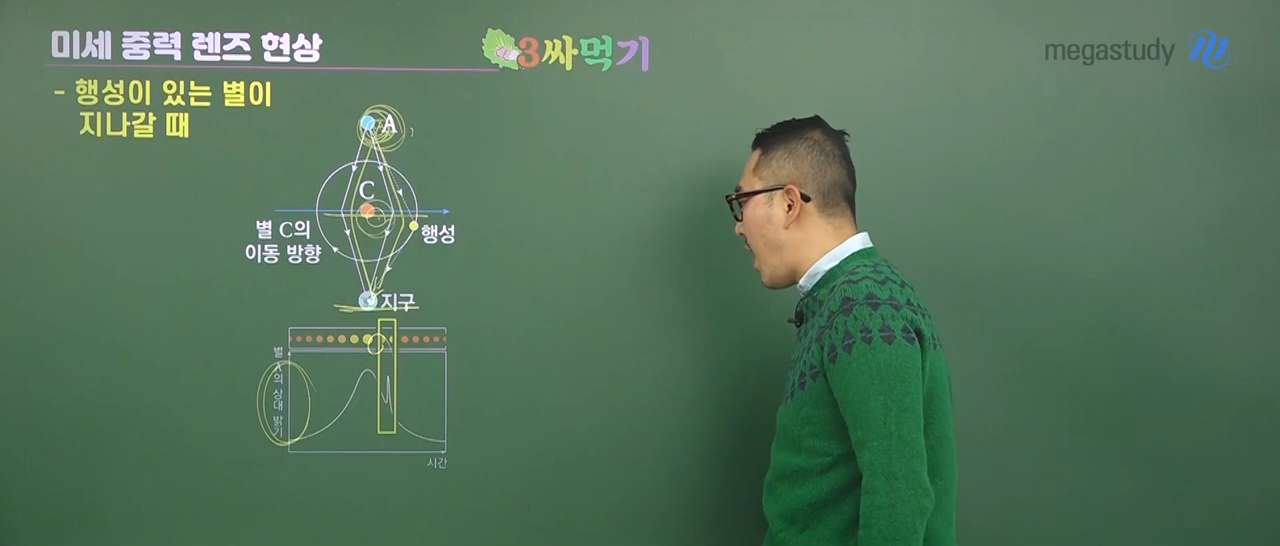 미세 중력 렌즈 현상
3싸먹기
megastudy
- 행성이 있는 별이
지나갈 때
A
C
별 C의
이동 방향
행성
지구
별 A의 상대 밝기
시간